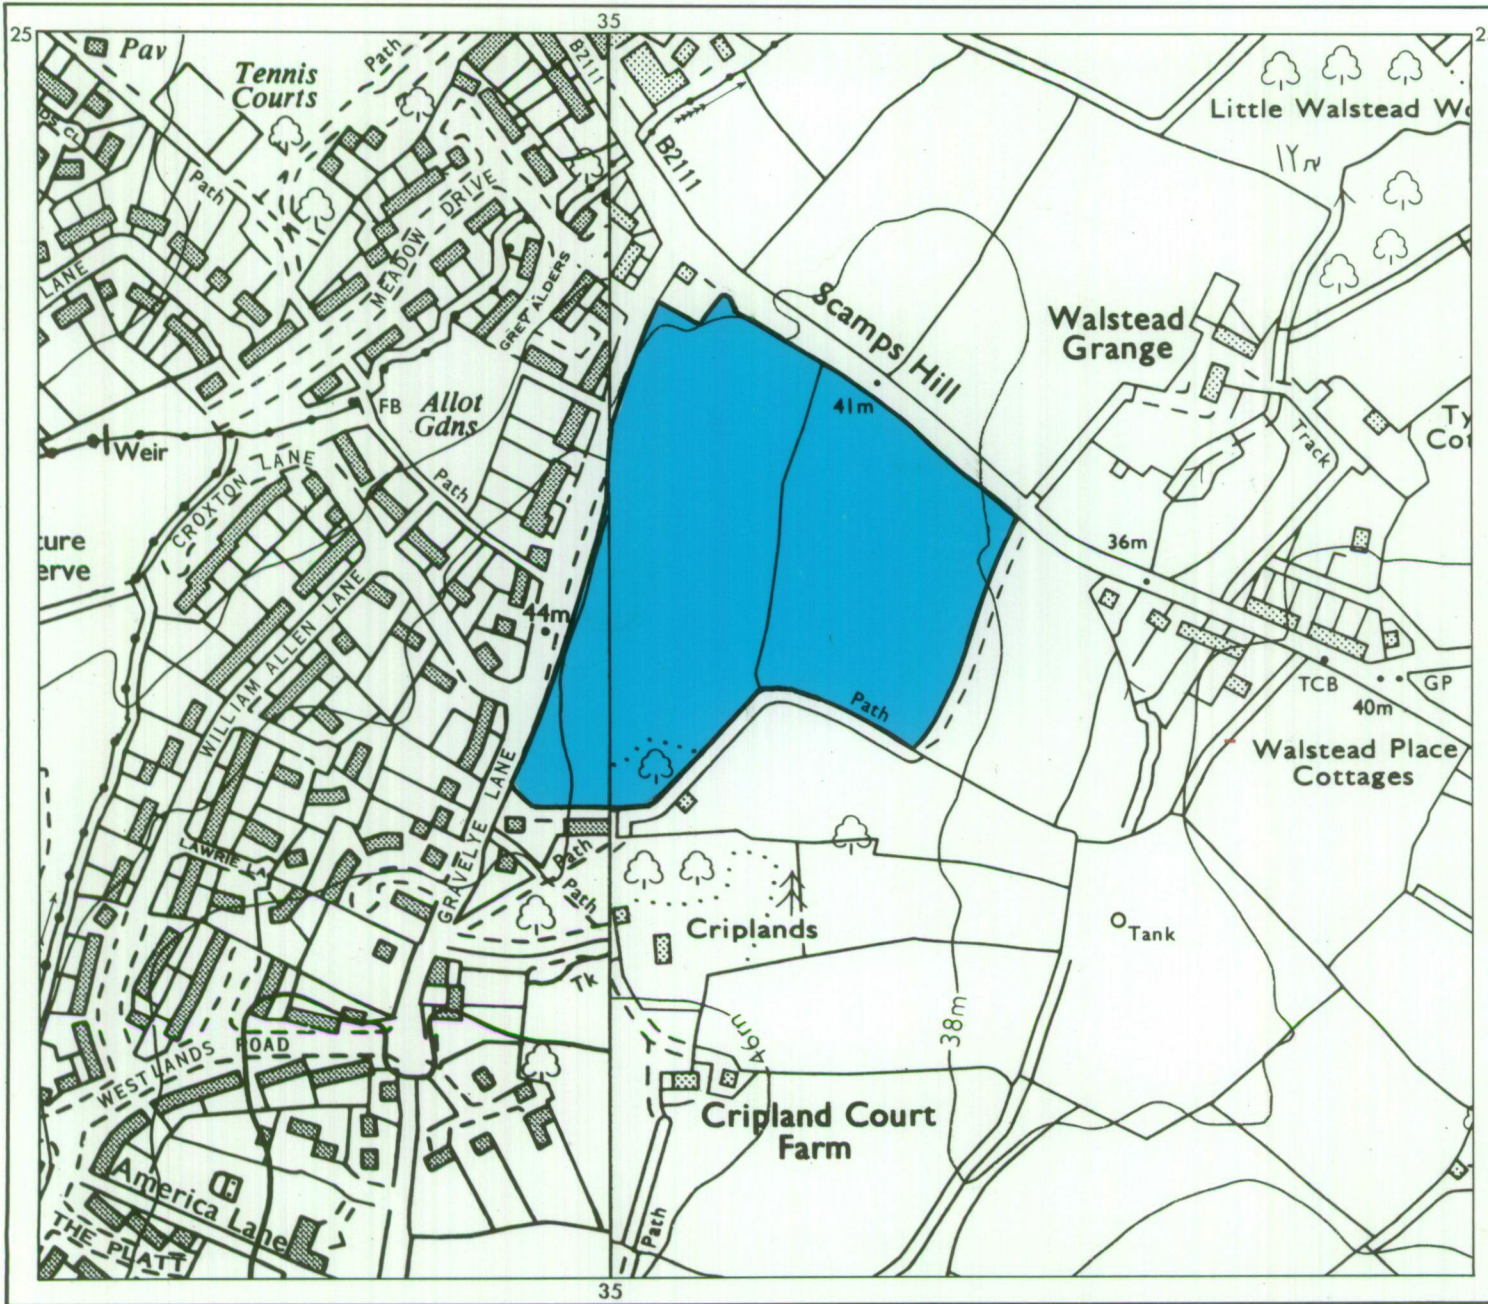 25
35
Pav
Tennis
Courts
Path
B2111
Little Walstead
Path
B2111
MEADOW DRIVE
LANE
GREY ALDERS
Scamps Hill
Walstead
Grange
41m
FB
Allot
Gdns
Weir
Path
CROXTON LANE
Track
36m
WILLIAM ALLEN LANE
44m
Path
TCB
GP
40m
Walstead Place
Cottages
LAWRIE LA
GRAVELYE LANE
Path
Path
Criplands
Tank
Tk
46m
38m
WESTLANDS ROAD
Cripland Court
Farm
America Lane
THE PLATT
Path
35